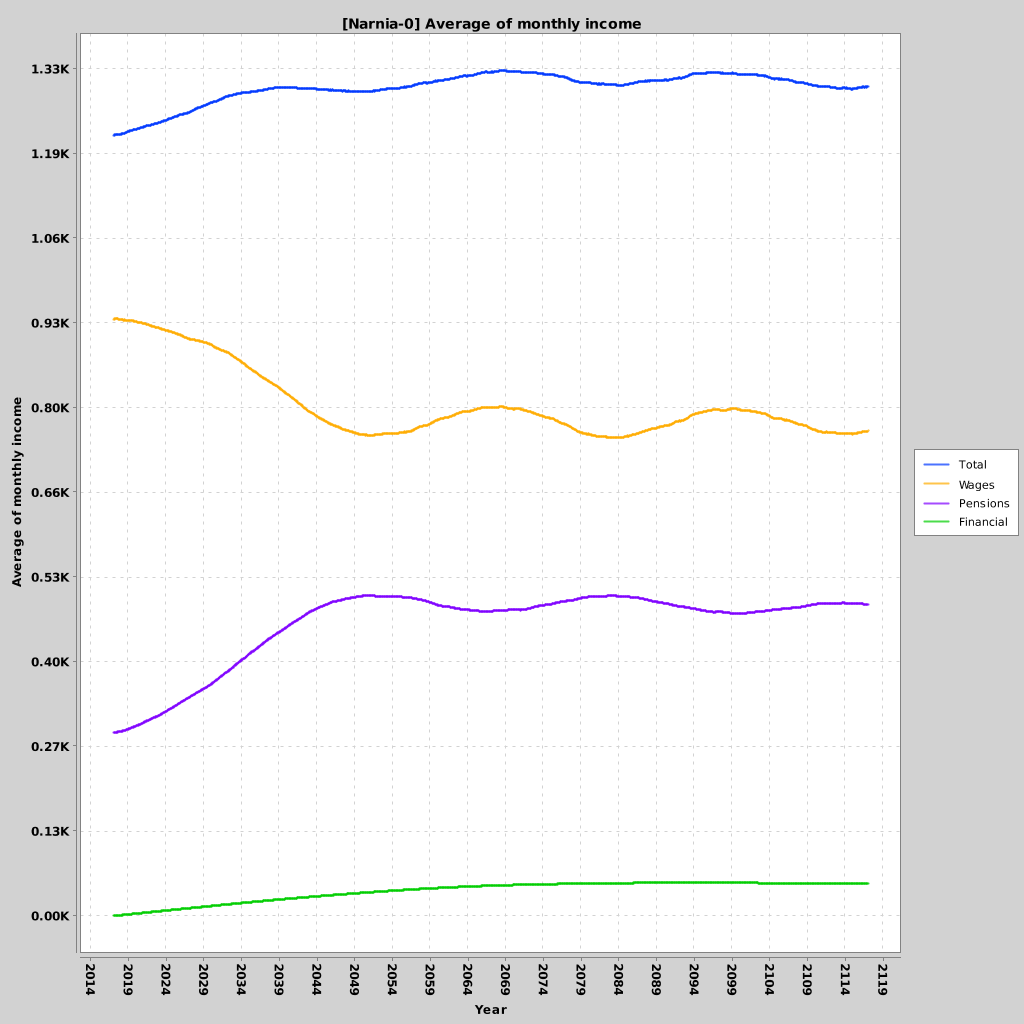 [Narnia-0] Average of monthly income
1.33K
1.19K
1.06K
0.93K
0.80K
0.66K
0.53K
0.40K
0.27K
0.13K
0.00K
Average of monthly income
2014 2019 2024 2029 2034 2039 2044 2049 2054 2059 2064 2069 2074 2079 2084 2089 2094 2099 2104 2109 2114 2119
Year
Total
Wages
Pensions
Financial